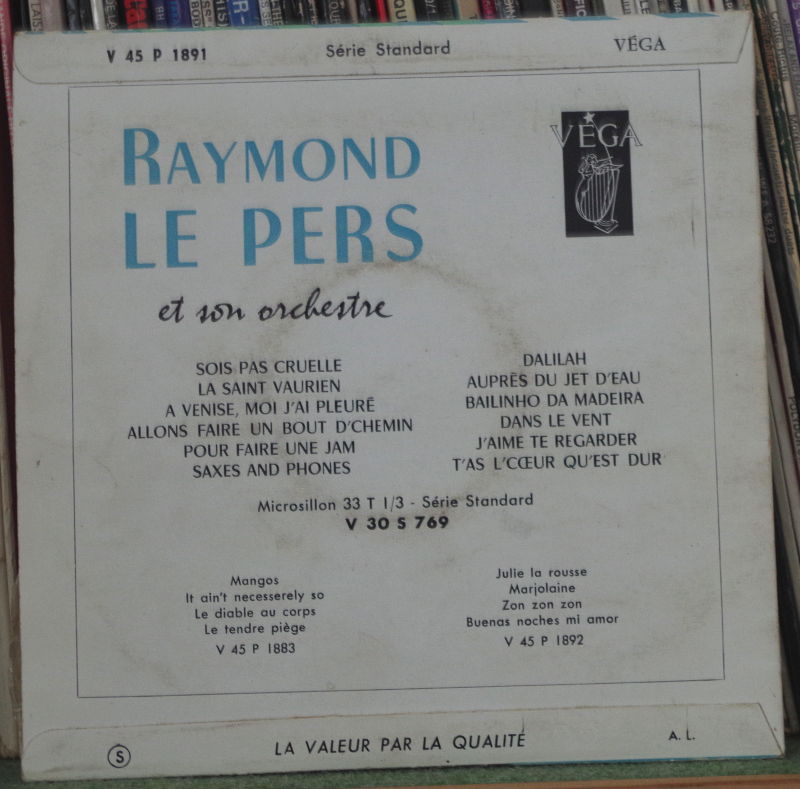 V 45 P 1891 Série Standard VÉGA
VEGA
RAYMOND
LE PERS
et son orchestre
SOIS PAS CRUELLE
LA SAINT VAURIEN
A VENISE, MOI J'AI PLEURÉ
ALLONS FAIRE UN BOUT D'CHEMIN
POUR FAIRE UNE JAM
SAXES AND PHONES
DALILAH
AUPRÈS DU JET D'EAU
BAILINHO DA MADEIRA
DANS LE VENT
J'AIME TE REGARDER
T'AS L'CŒUR QU'EST DUR
Microsillon 33 T 1/3 - Série Standard
V 30 S 769
Mangos
It ain't necesserely so
Le diable au corps
Le tendre piège
V 45 P 1883
Julie la rousse
Marjolaine
Zon zon zon
Buenas noches mi amor
V 45 P 1892
S LA VALEUR PAR LA QUALITÉ A. L.